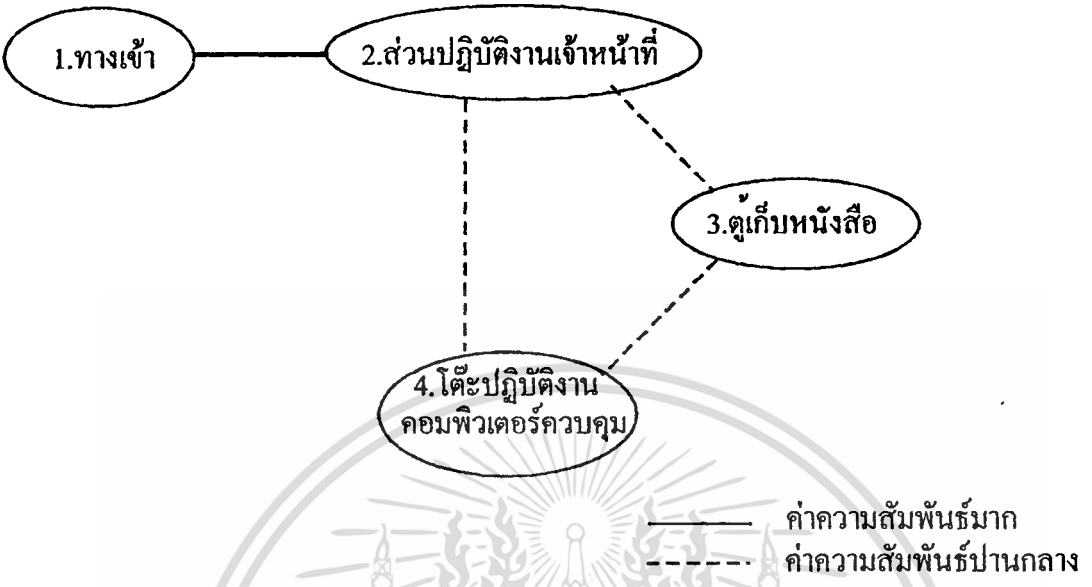 1.ทางเข้า
2.ส่วนปฏิบัติงานเจ้าหน้าที่
3.ตู้เก็บหนังสือ
4.โต๊ะปฏิบัติงาน
คอมพิวเตอร์ควบคุม
ค่าความสัมพันธ์มาก
ค่าความสัมพันธ์ปานกลาง